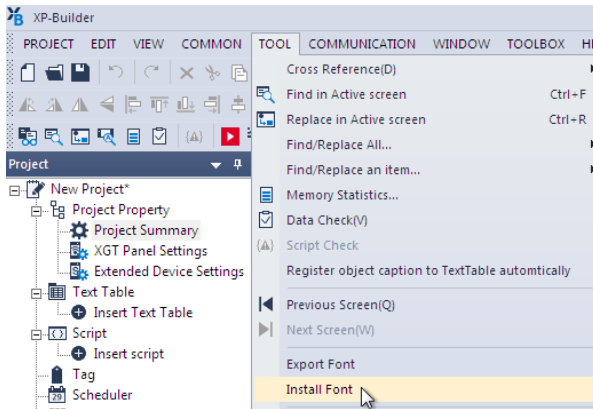 XP-Builder
PROJECT EDIT VIEW COMMON TOOL COMMUNICATION WINDOW TOOLBOX
Cross Reference(D)
Find in Active screen Ctrl+F
Replace in Active screen Ctrl+R
Find/Replace All...
Find/Replace an item...
Memory Statistics...
Data Check(V)
Script Check
Register object caption to TextTable automtically
Previous Screen(Q)
Next Screen(W)
Export Font
Install Font
Project
New Project*
Project Property
Project Summary
XGT Panel Settings
Extended Device Settings
Text Table
Insert Text Table
Script
Insert script
Tag
Scheduler